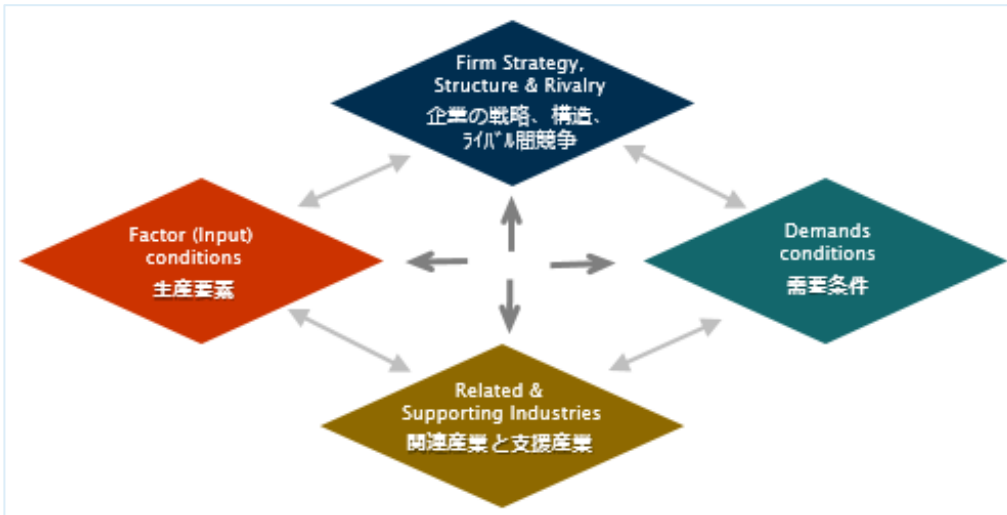 Firm Strategy,
Structure & Rivalry
企業の戦略、構造、
ﾗｲﾊﾞﾙ間競争
Factor (Input)
conditions
生産要素
Demands
conditions
需要条件
Related &
Supporting Industries
関連産業と支援産業